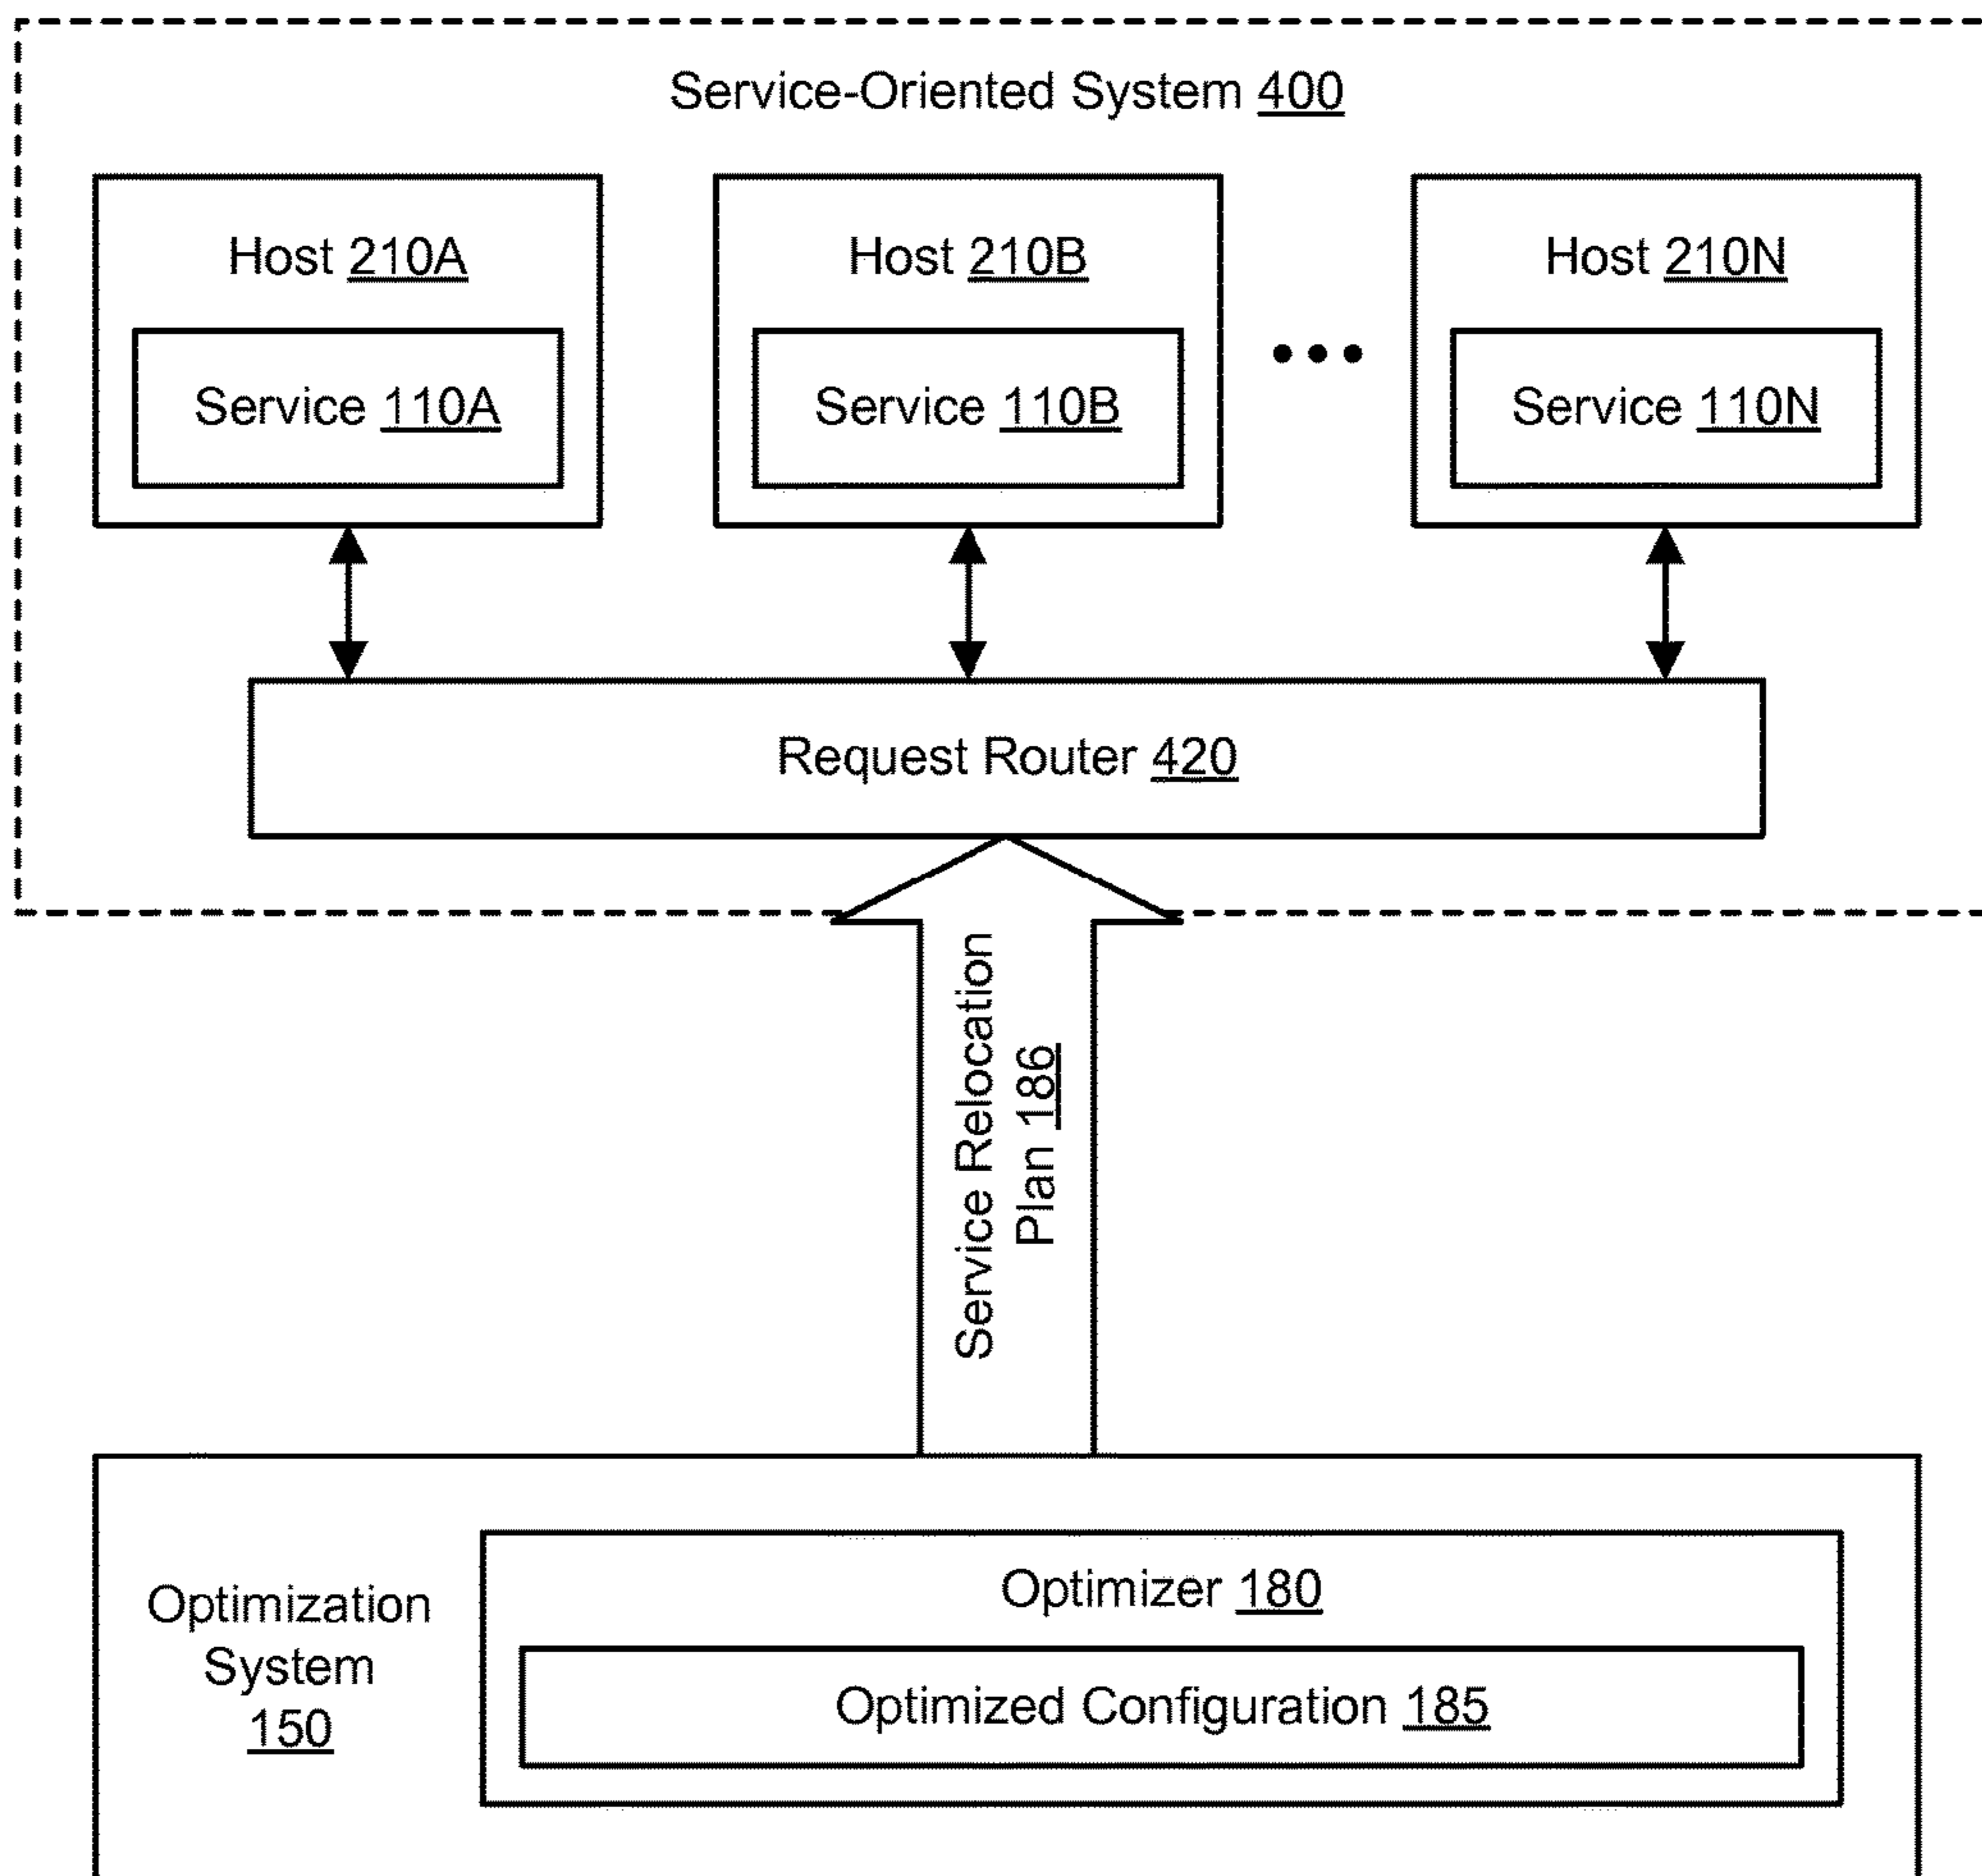 Service-Oriented System 400
Host 210A
Service 110A
Host 210B
Service 110B
Host 210N
Service 110N
Request Router 420
Service Relocation
Plan 186
Optimization
System
150
Optimizer 180
Optimized Configuration 185